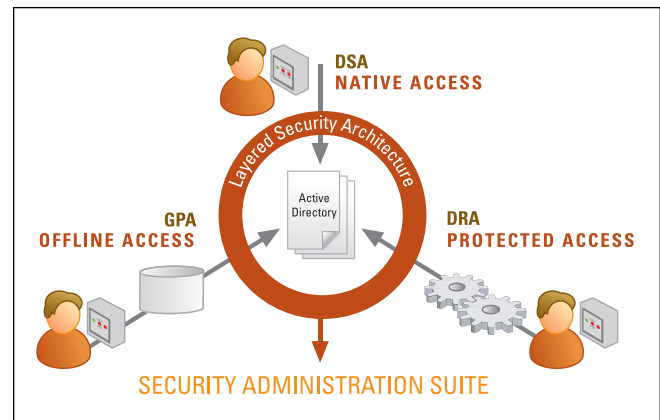 DSA
NATIVE ACCESS
Layered Security Architecture
Active
Directory
GPA
OFFLINE ACCESS
DRA
PROTECTED ACCESS
SECURITY ADMINISTRATION SUITE